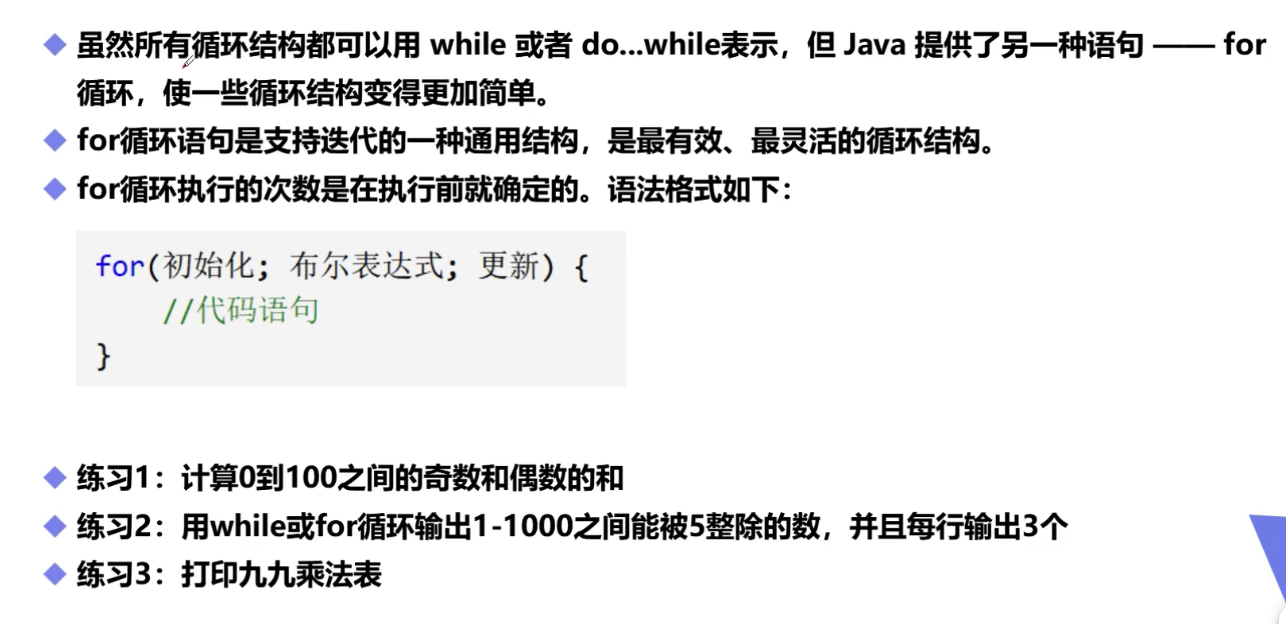 虽然所有循环结构都可以用 while 或者 do...while表示，但 Java 提供了另一种语句 —— for
循环，使一些循环结构变得更加简单。
for循环语句是支持迭代的一种通用结构，是最有效、最灵活的循环结构。
for循环执行的次数是在执行前就确定的。语法格式如下：
for(初始化; 布尔表达式; 更新) {
//代码语句
}
练习1：计算0到100之间的奇数和偶数的和
练习2：用while或for循环输出1-1000之间能被5整除的数，并且每行输出3个
练习3：打印九九乘法表